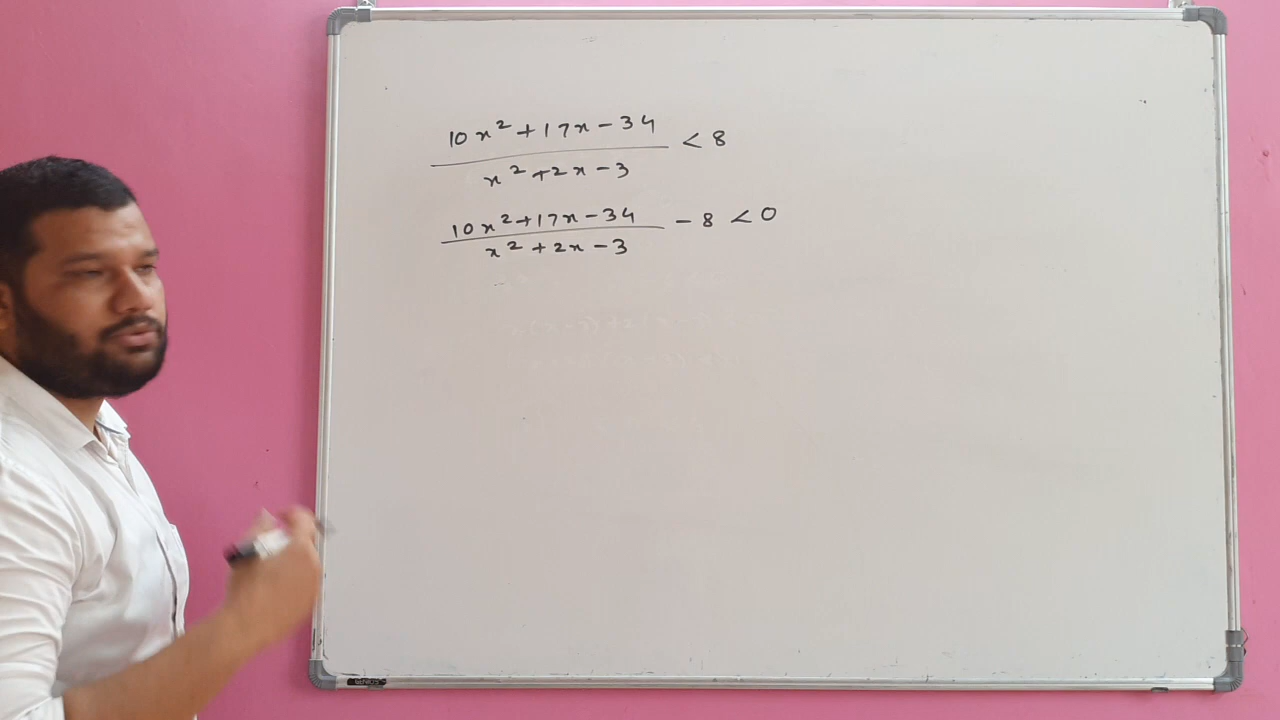 10x²+17x-34
———————— < 8
x²+2x-3
10x²+17x-34
———————— - 8 < 0
x²+2x-3